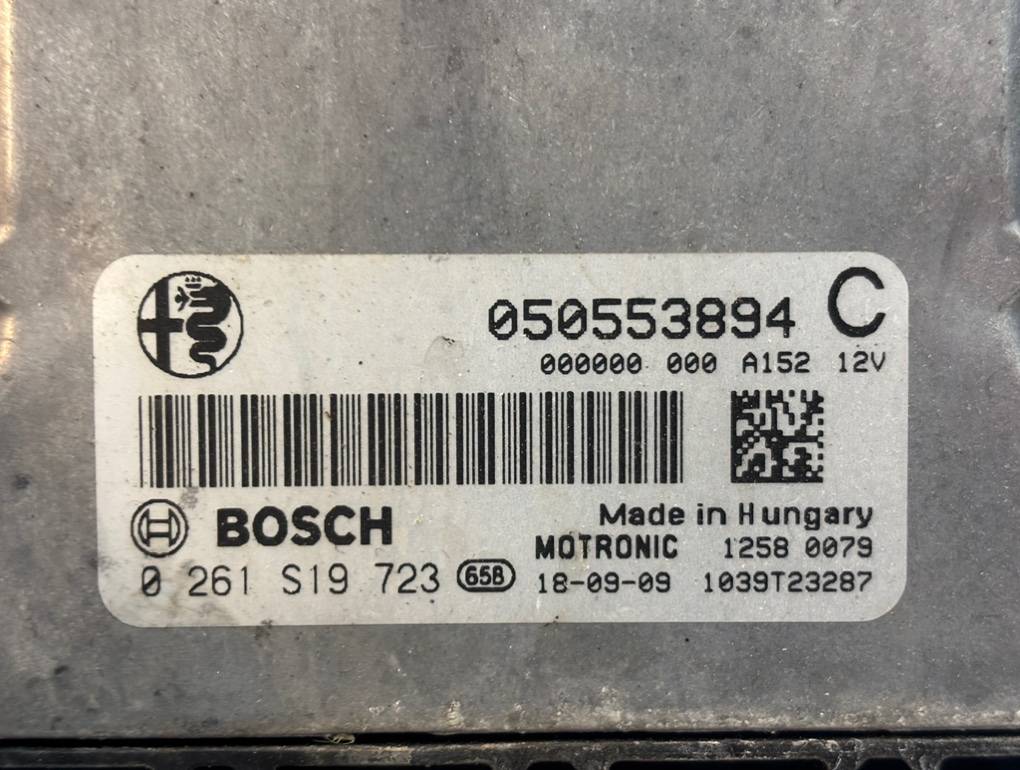 050553894 C
000000 000 A152 12V
BOSCH
Made in Hungary
MOTRONIC 1258 0079
0 261 S19 723 65B 18-09-09 1039T23287